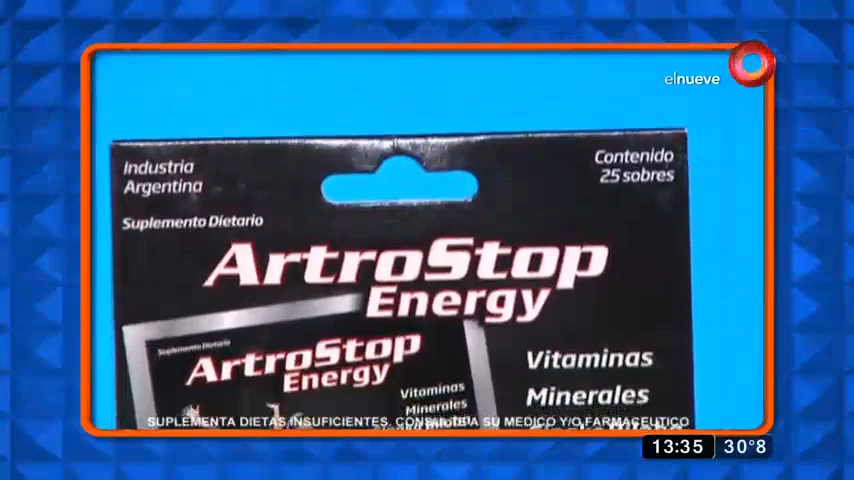 elnueve
Industria
Argentina
Contenido
25 sobres
Suplemento Dietario
ArtroStop
Energy
Suplemento Dietario
ArtroStop
Energy
Vitaminas
Minerales
Vitaminas
Minerales
SUPLEMENTA DIETAS INSUFICIENTES. CONSULTE A SU MEDICO Y/O FARMACEUTICO
13:35 30°8